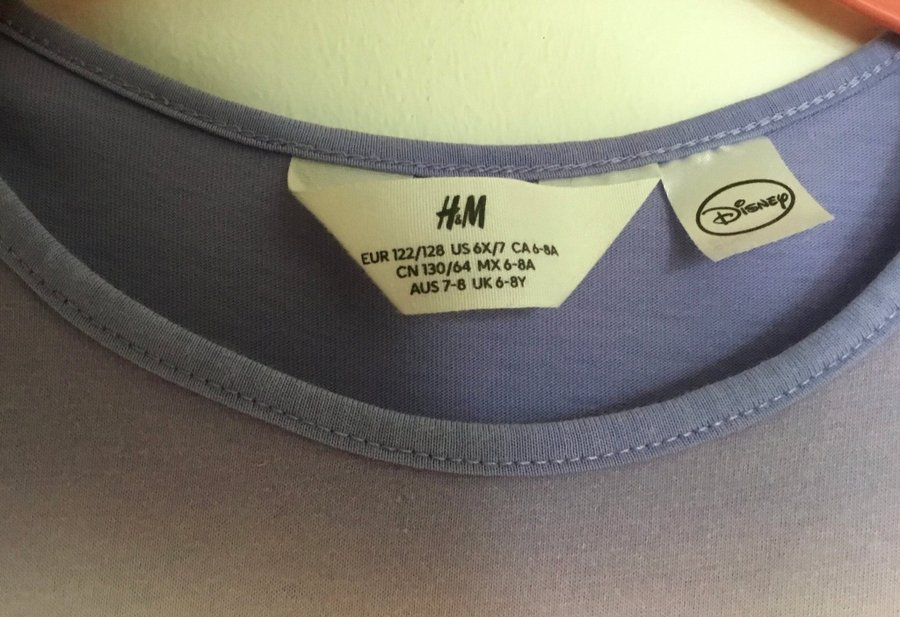 H&M
EUR 122/128 US 6X/7 CA 6-8A
CN 130/64 MX 6-8A
AUS 7-8 UK 6-8Y
Disney